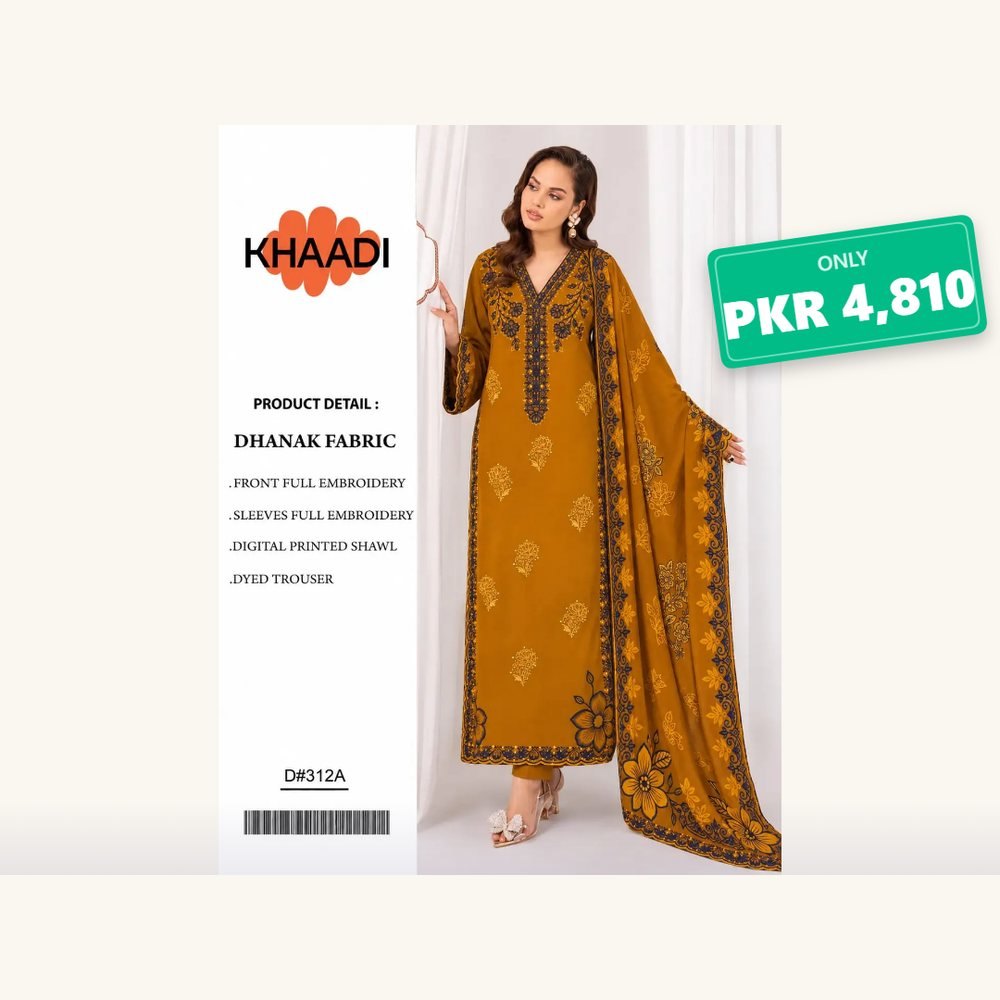 KHAADI
PRODUCT DETAIL :
DHANAK FABRIC
.FRONT FULL EMBROIDERY
.SLEEVES FULL EMBROIDERY
.DIGITAL PRINTED SHAWL
.DYED TROUSER
D#312A
ONLY
PKR 4,810